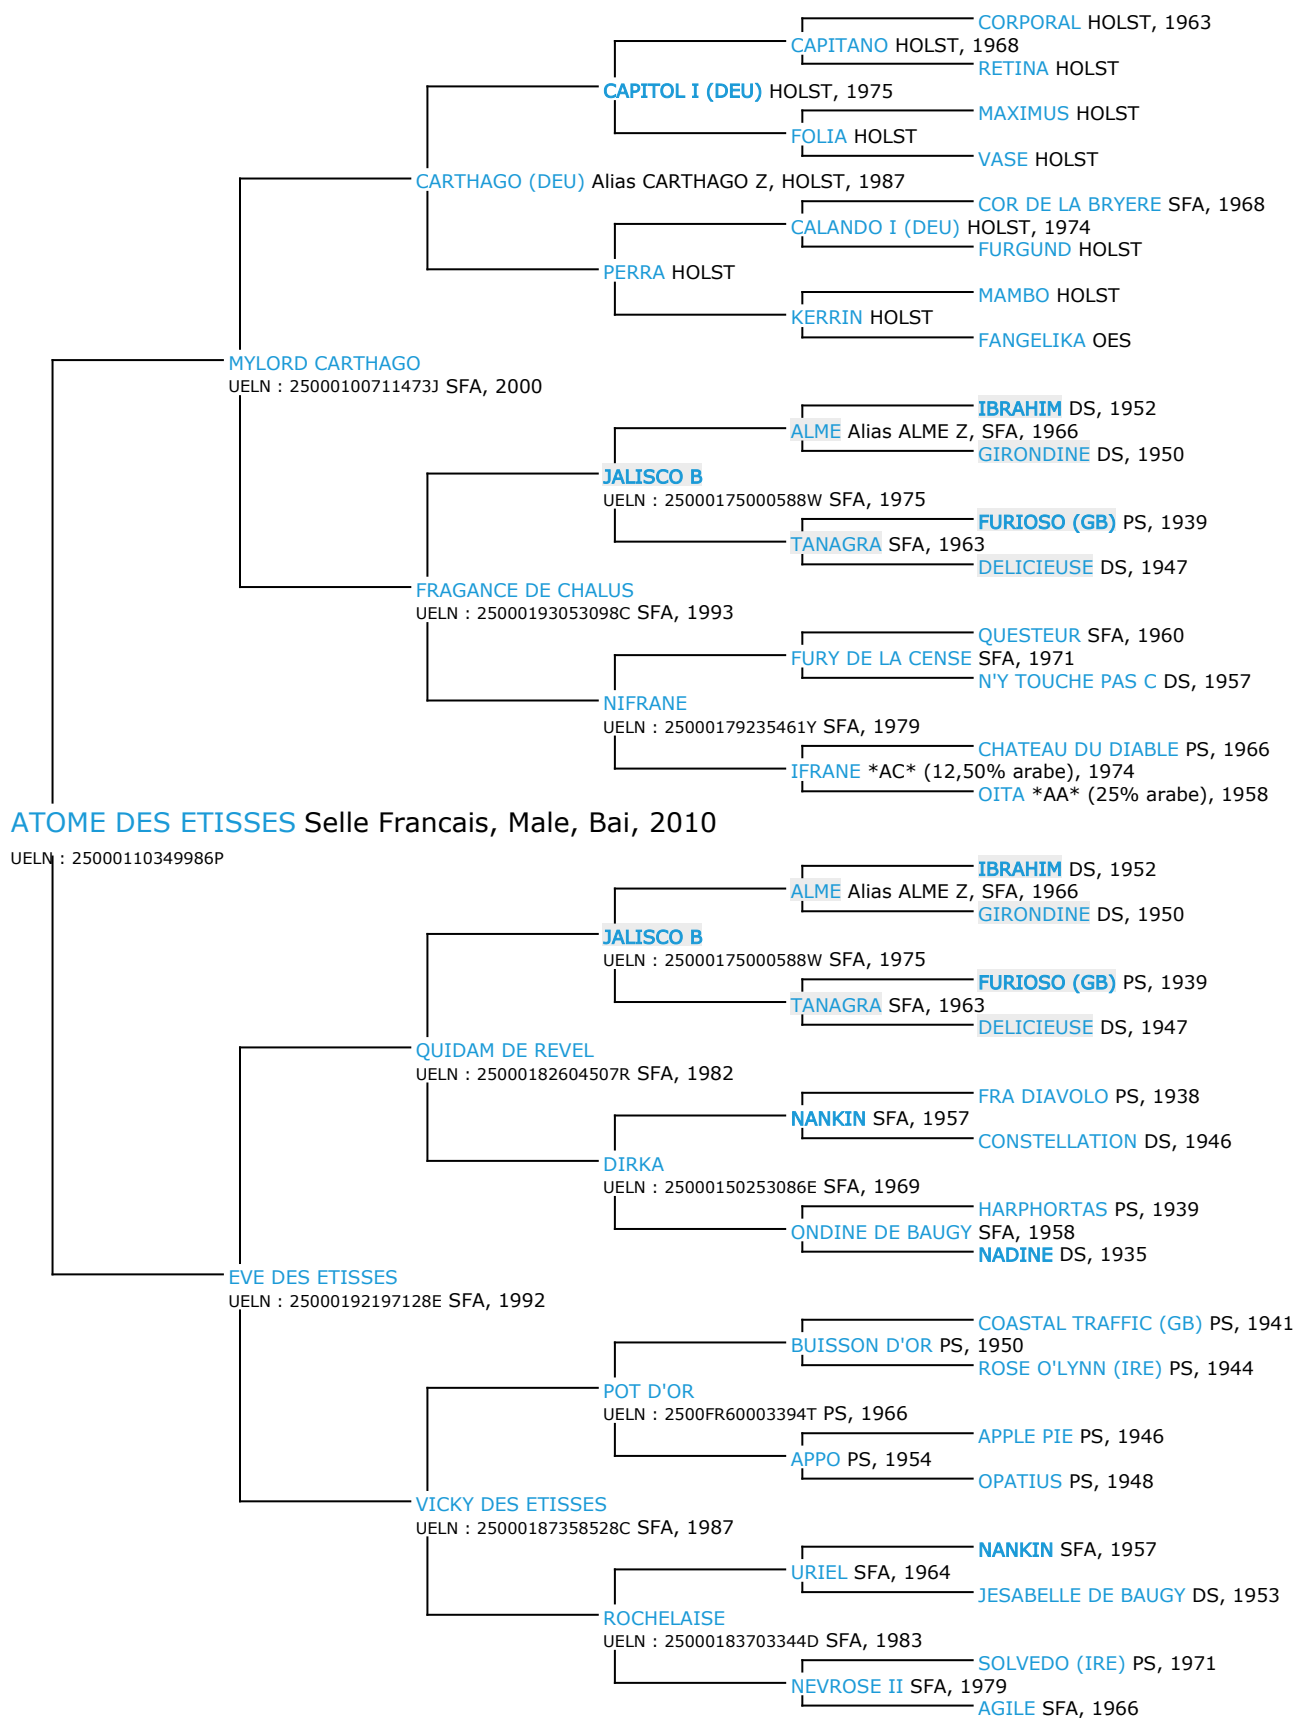 CORPORAL HOLST, 1963
CAPITANO HOLST, 1968
RETINA HOLST
CAPITOL I (DEU) HOLST, 1975
MAXIMUS HOLST
FOLIA HOLST
VASE HOLST
CARTHAGO (DEU) Alias CARTHAGO Z, HOLST, 1987
COR DE LA BRYERE SFA, 1968
CALANDO I (DEU) HOLST, 1974
FURGUND HOLST
PERRA HOLST
MAMBO HOLST
KERRIN HOLST
FANGELIKA OES
MYLORD CARTHAGO
UELN : 25000100711473J SFA, 2000
IBRAHIM DS, 1952
ALME Alias ALME Z, SFA, 1966
GIRONDINE DS, 1950
JALISCO B
UELN : 25000175000588W SFA, 1975
FURIOSO (GB) PS, 1939
TANAGRA SFA, 1963
DELICIEUSE DS, 1947
FRAGANCE DE CHALUS
UELN : 25000193053098C SFA, 1993
QUESTEUR SFA, 1960
FURY DE LA CENSE SFA, 1971
N'Y TOUCHE PAS C DS, 1957
NIFRANE
UELN : 25000179235461Y SFA, 1979
CHATEAU DU DIABLE PS, 1966
IFRANE *AC* (12,50% arabe), 1974
OITA *AA* (25% arabe), 1958
ATOME DES ETISSES Selle Francais, Male, Bai, 2010
UELN : 25000110349986P
IBRAHIM DS, 1952
ALME Alias ALME Z, SFA, 1966
GIRONDINE DS, 1950
JALISCO B
UELN : 25000175000588W SFA, 1975
FURIOSO (GB) PS, 1939
TANAGRA SFA, 1963
DELICIEUSE DS, 1947
QUIDAM DE REVEL
UELN : 25000182604507R SFA, 1982
FRA DIAVOLO PS, 1938
NANKIN SFA, 1957
CONSTELLATION DS, 1946
DIRKA
UELN : 25000150253086E SFA, 1969
HARPHORTAS PS, 1939
ONDINE DE BAUGY SFA, 1958
NADINE DS, 1935
EVE DES ETISSES
UELN : 25000192197128E SFA, 1992
COASTAL TRAFFIC (GB) PS, 1941
BUISSON D'OR PS, 1950
ROSE O'LYNN (IRE) PS, 1944
POT D'OR
UELN : 2500FR60003394T PS, 1966
APPLE PIE PS, 1946
APPO PS, 1954
OPATIUS PS, 1948
VICKY DES ETISSES
UELN : 25000187358528C SFA, 1987
NANKIN SFA, 1957
URIEL SFA, 1964
JESABELLE DE BAUGY DS, 1953
ROCHELAISE
UELN : 25000183703344D SFA, 1983
SOLVEDO (IRE) PS, 1971
NEVROSE II SFA, 1979
AGILE SFA, 1966